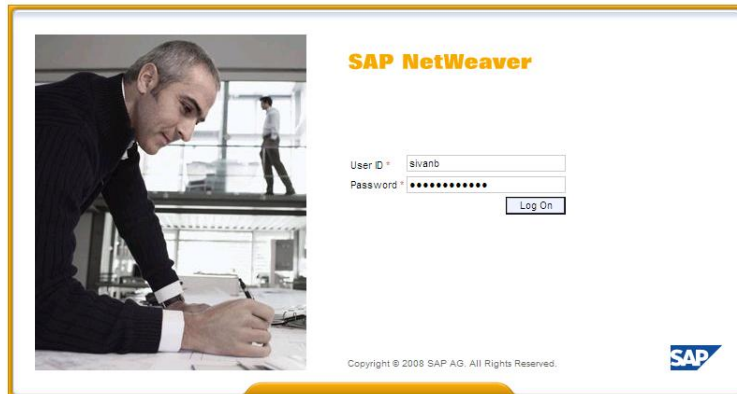 SAP NetWeaver
User ID * sivanb
Password * ●●●●●●●●●●●●
Log On
Copyright © 2008 SAP AG. All Rights Reserved.
SAP